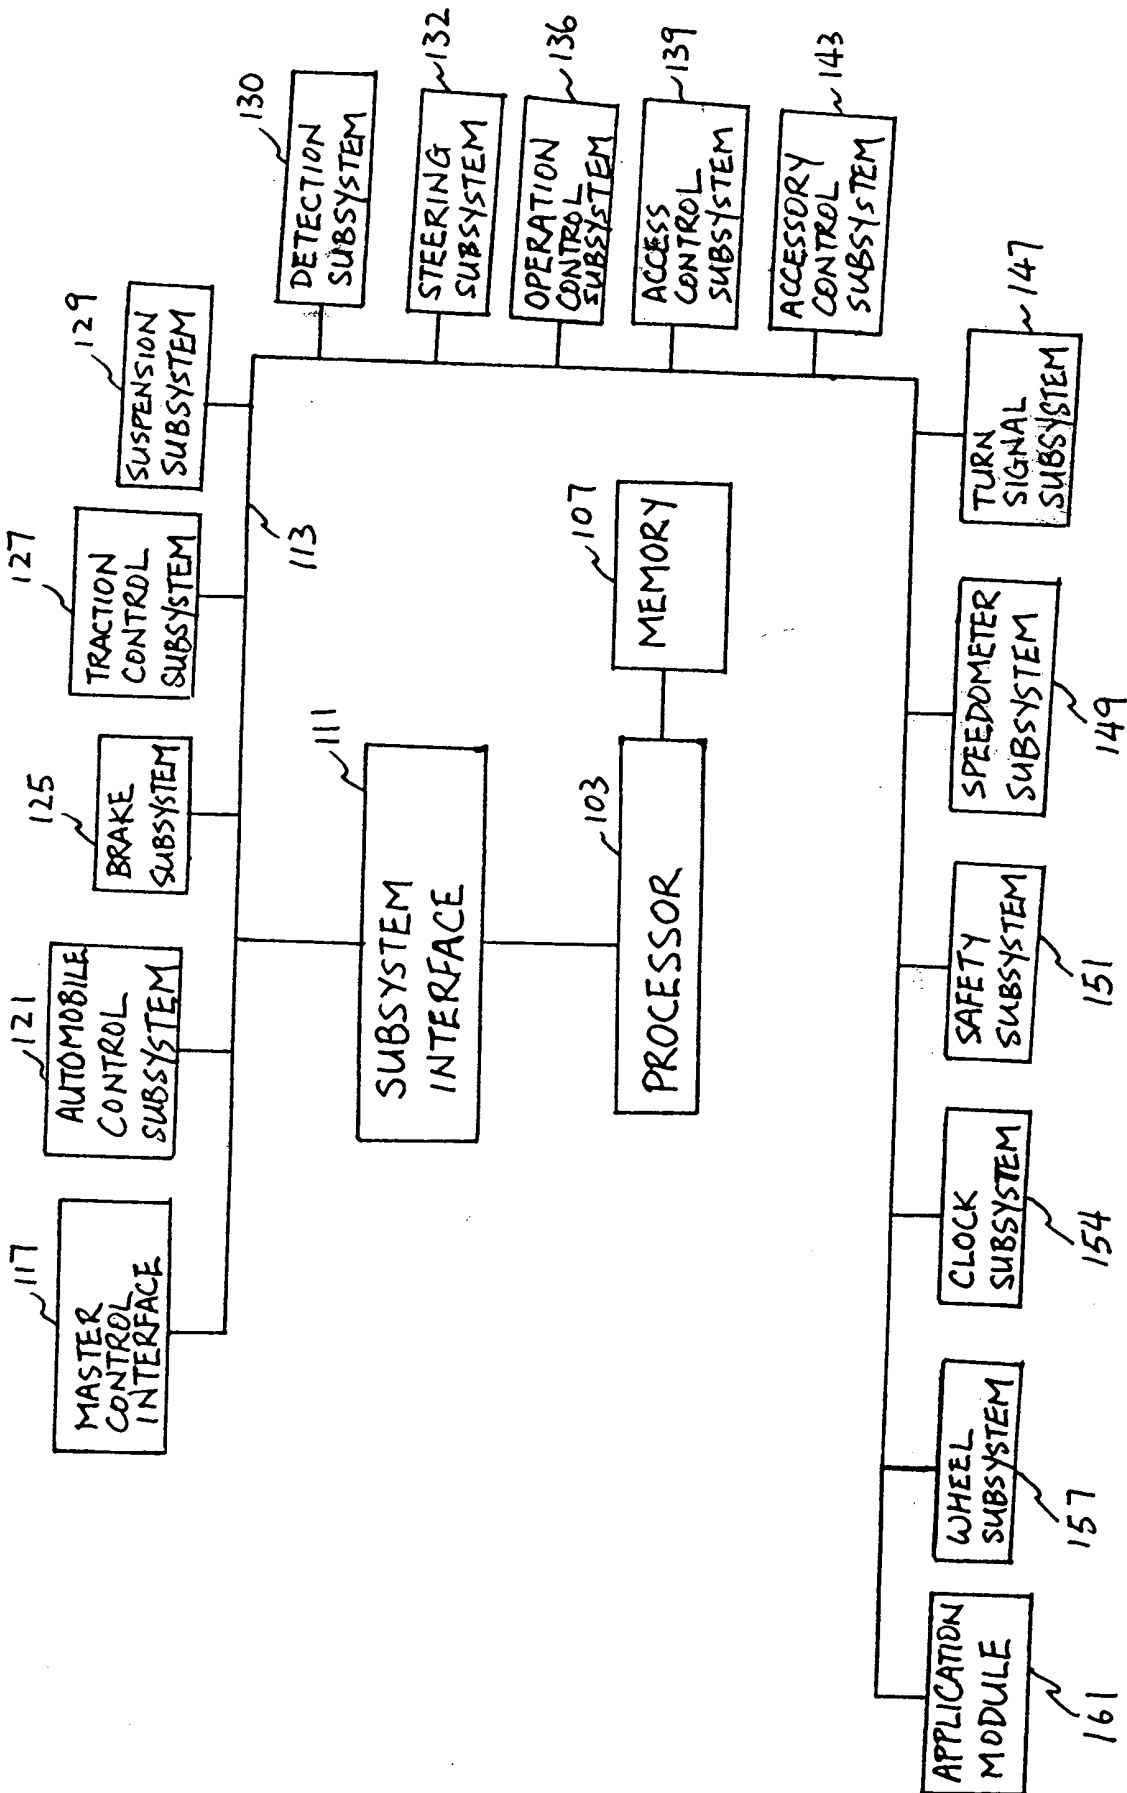 117
MASTER
CONTROL
INTERFACE
121
AUTOMOBILE
CONTROL
SUBSYSTEM
125
BRAKE
SUBSYSTEM
127
TRACTION
CONTROL
SUBSYSTEM
129
SUSPENSION
SUBSYSTEM
130
DETECTION
SUBSYSTEM
132
STEERING
SUBSYSTEM
136
OPERATION
CONTROL
SUBSYSTEM
139
ACCESS
CONTROL
SUBSYSTEM
143
ACCESSORY
CONTROL
SUBSYSTEM
113
111
SUBSYSTEM
INTERFACE
103
PROCESSOR
107
MEMORY
161
APPLICATION
MODULE
157
WHEEL
SUBSYSTEM
154
CLOCK
SUBSYSTEM
151
SAFETY
SUBSYSTEM
149
SPEEDOMETER
SUBSYSTEM
147
TURN
SIGNAL
SUBSYSTEM